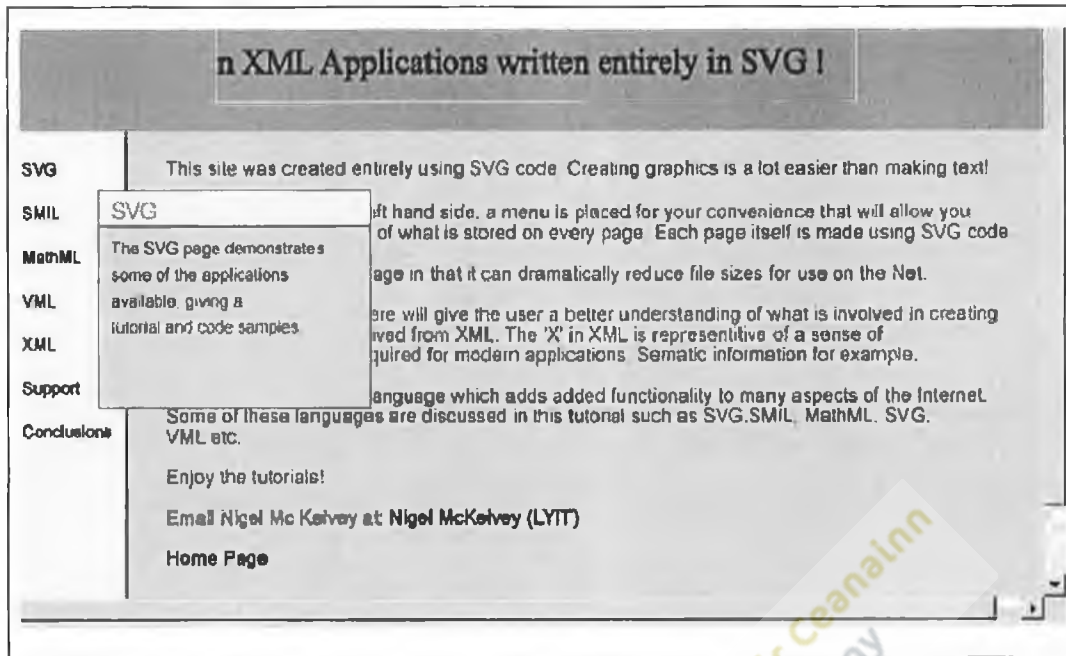 n XML Applications written entirely in SVG !
SVG
SMIL
MathML
VML
XML
Support
Conclusions
SVG
The SVG page demonstrates
some of the applications
available, giving a
tutorial and code samples
This site was created entirely using SVG code. Creating graphics is a lot easier than making text!
ft hand side, a menu is placed for your convenience that will allow you
of what is stored on every page. Each page itself is made using SVG code
age in that it can dramatically reduce file sizes for use on the Net.
ere will give the user a better understanding of what is involved in creating
ived from XML. The 'X' in XML is representitive of a sense of
quired for modern applications. Sematic information for example.
anguage which adds added functionality to many aspects of the Internet.
Some of these languages are discussed in this tutorial such as SVG,SMIL, MathML, SVG,
VML etc.
Enjoy the tutorials!
Email Nigel Mc Kelvey at: Nigel McKelvey (LYIT)
Home Page